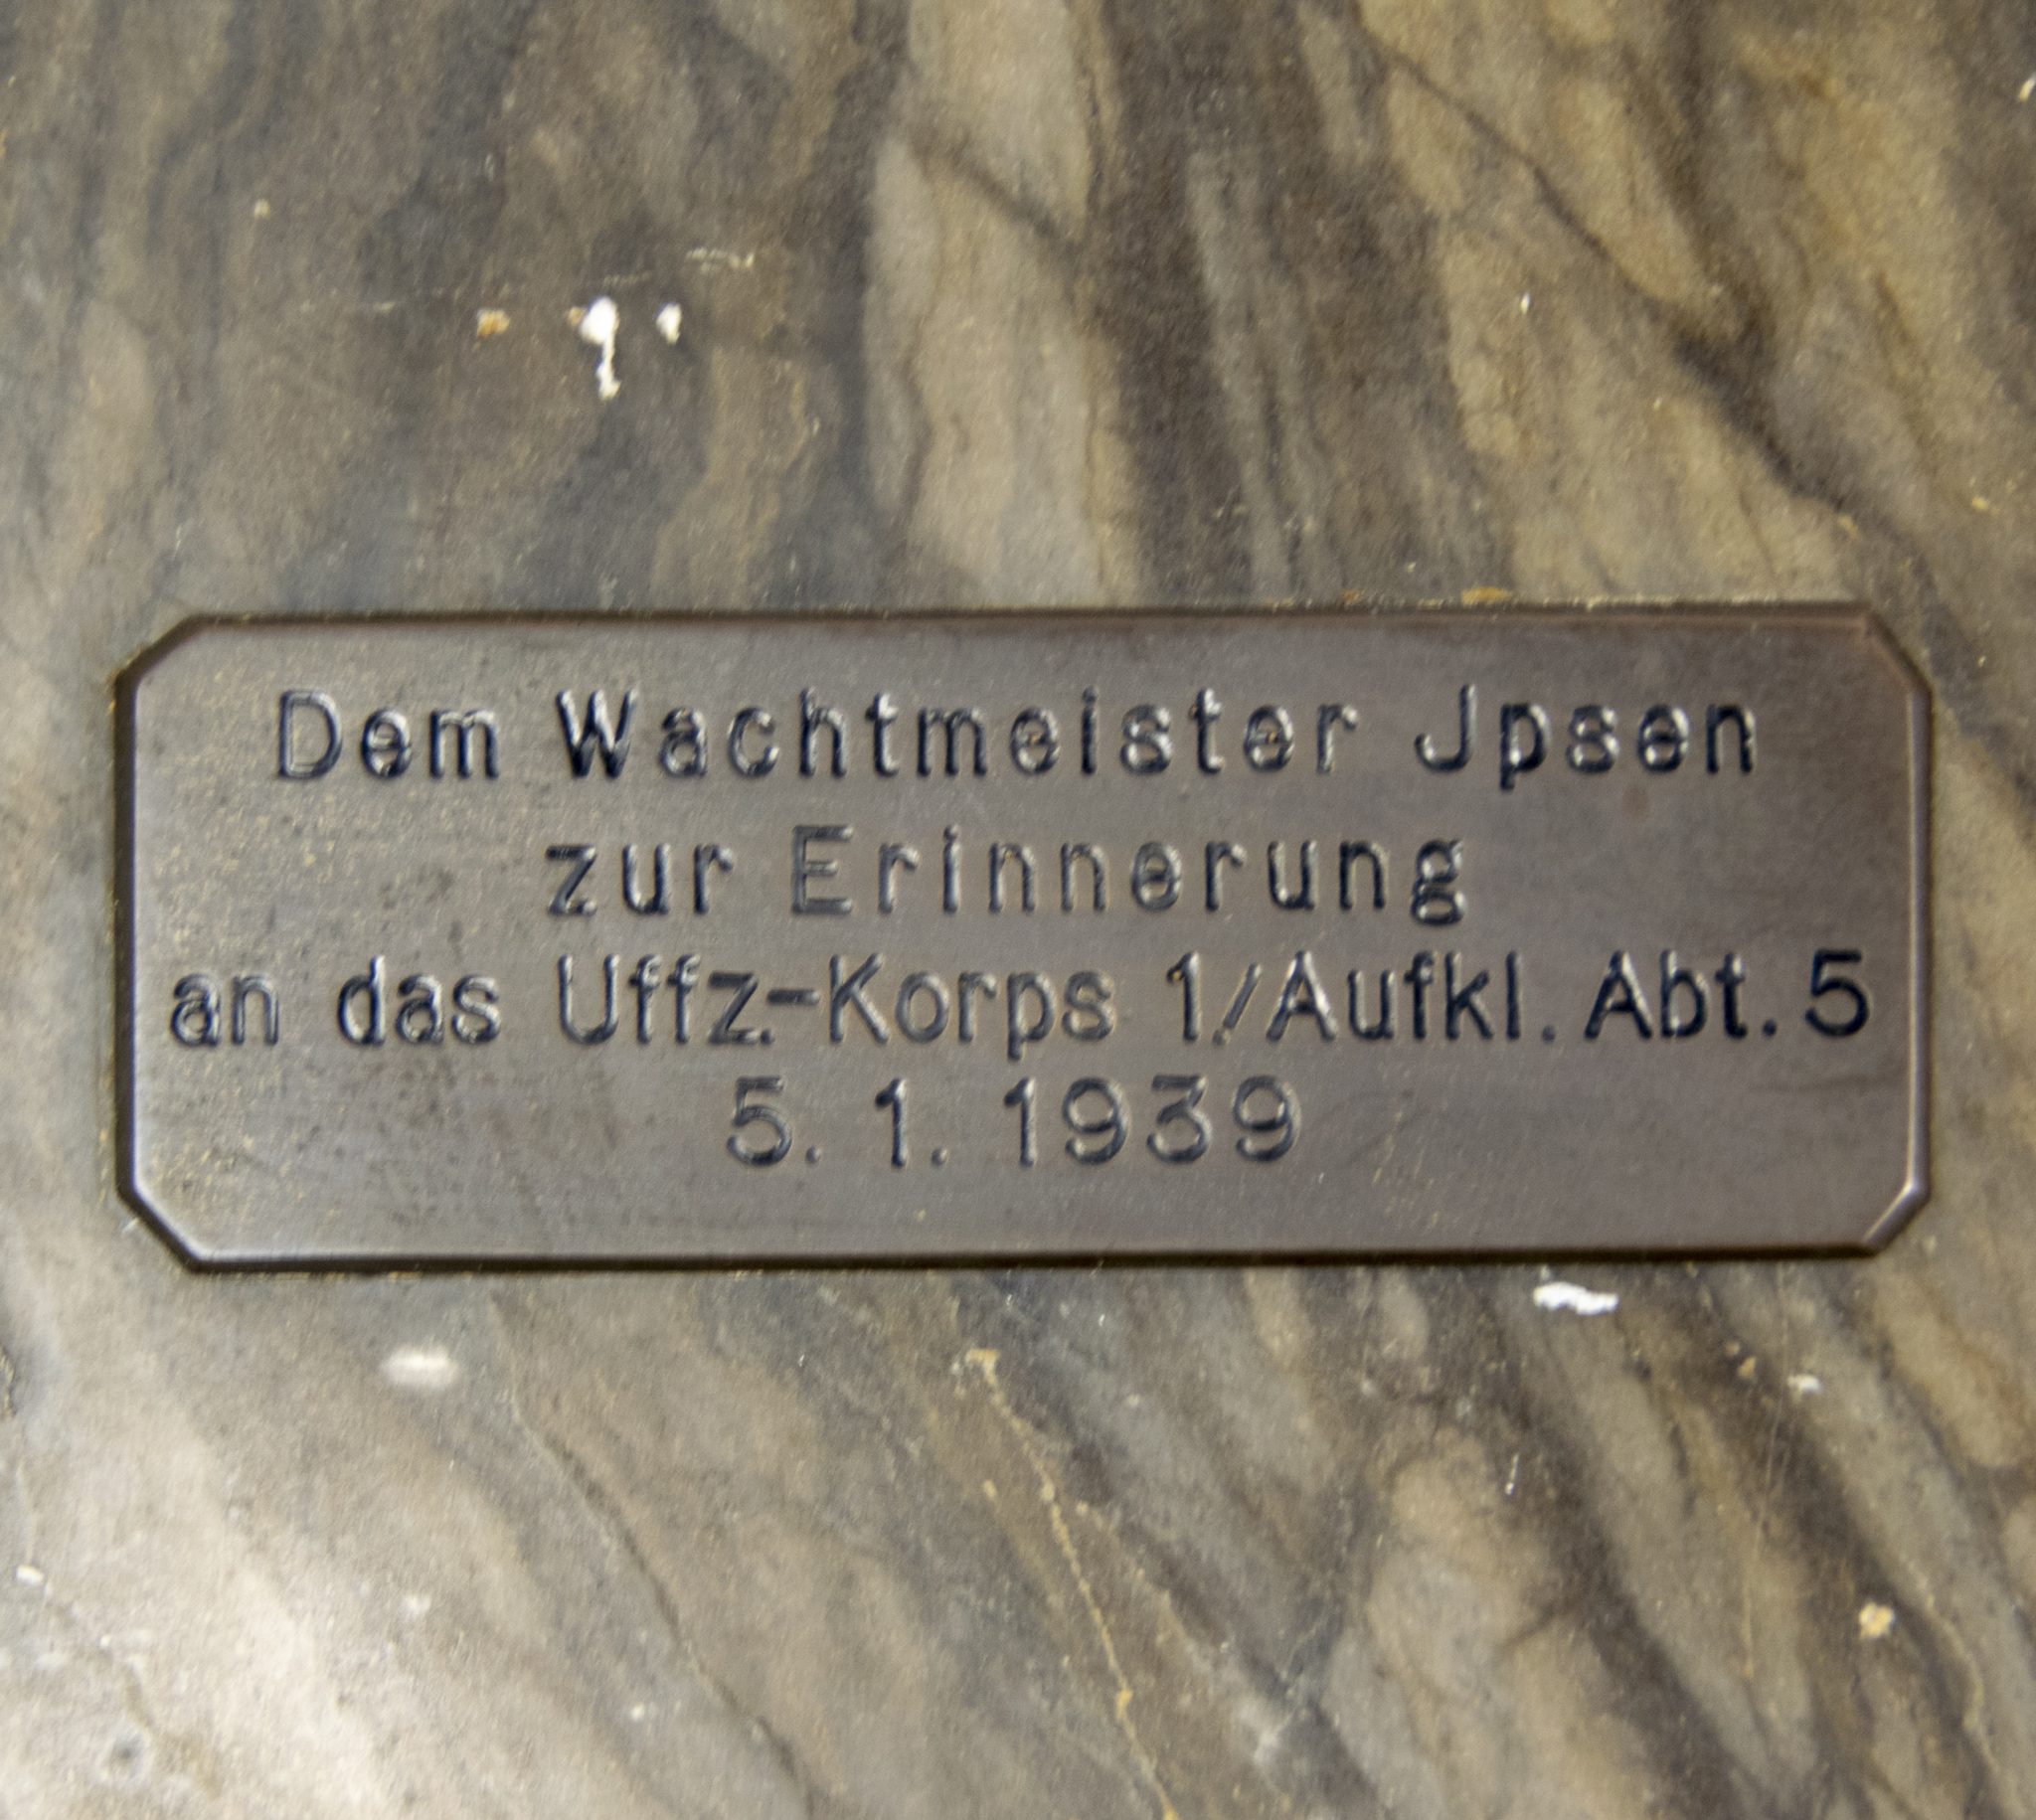 Dem Wachtmeister Jpsen
zur Erinnerung
an das Uffz.-Korps 1./Aufkl. Abt. 5
5. 1. 1939